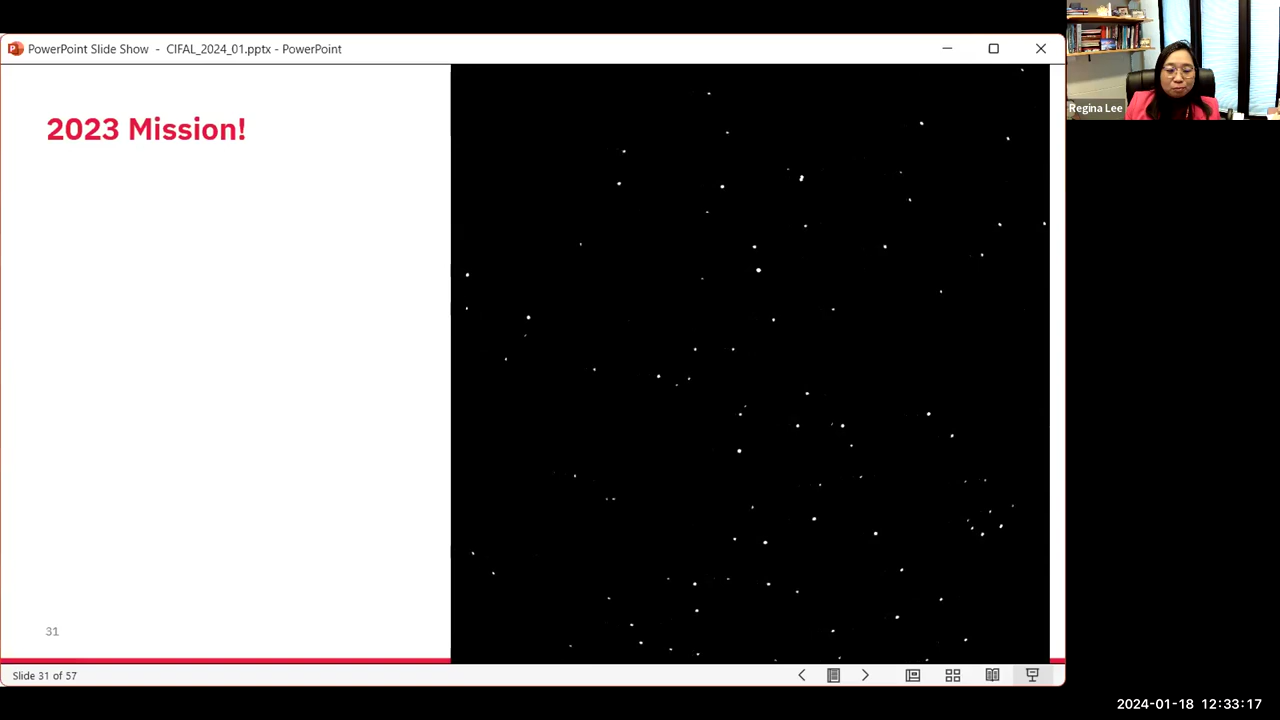 PowerPoint Slide Show - CIFAL_2024_01.pptx - PowerPoint
Regina Lee
2023 Mission!
31
Slide 31 of 57
2024-01-18 12:33:17